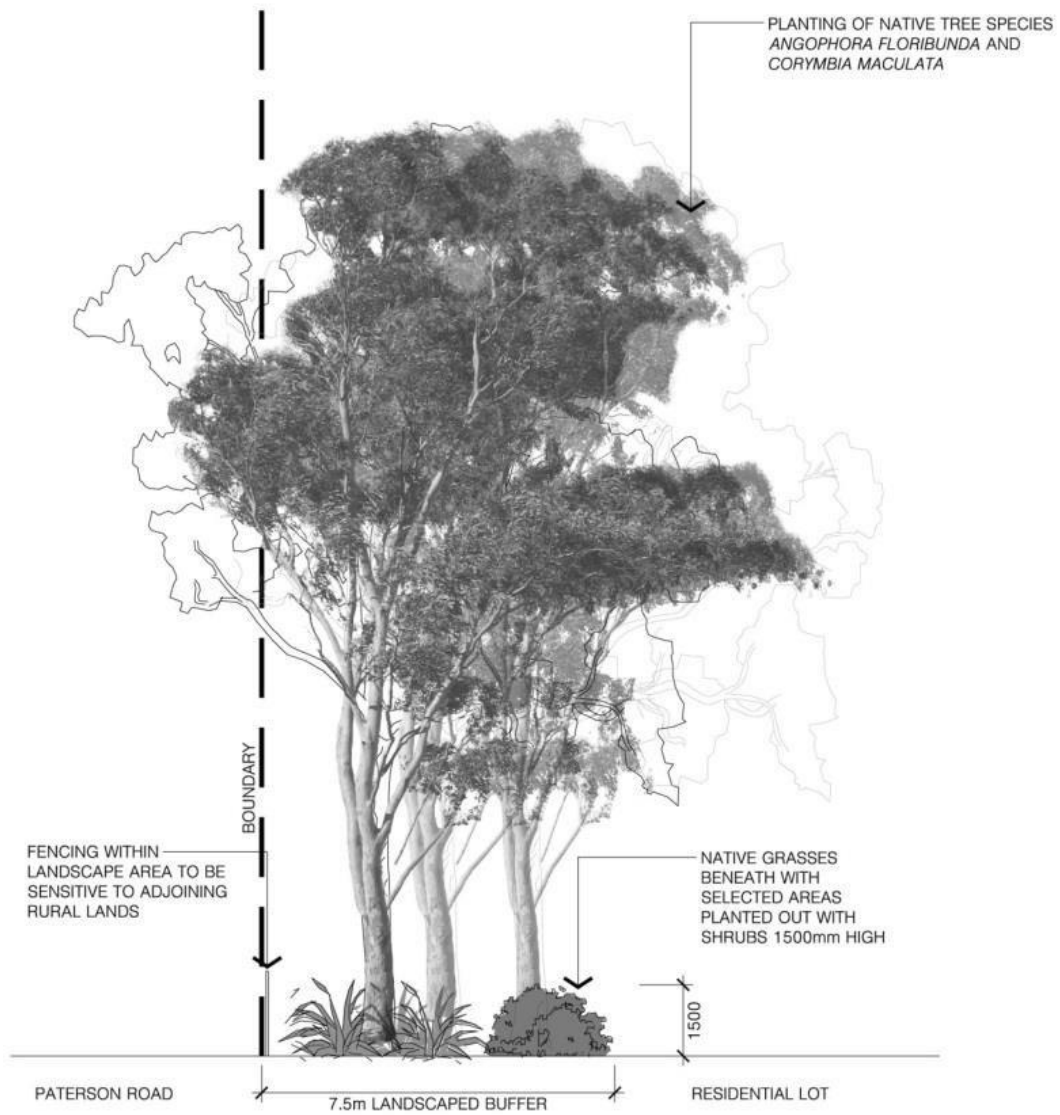 PLANTING OF NATIVE TREE SPECIES
ANGOPHORA FLORIBUNDA AND
CORYMBIA MACULATA
BOUNDARY
FENCING WITHIN
LANDSCAPE AREA TO BE
SENSITIVE TO ADJOINING
RURAL LANDS
NATIVE GRASSES
BENEATH WITH
SELECTED AREAS
PLANTED OUT WITH
SHRUBS 1500mm HIGH
1500
PATERSON ROAD
7.5m LANDSCAPED BUFFER
RESIDENTIAL LOT